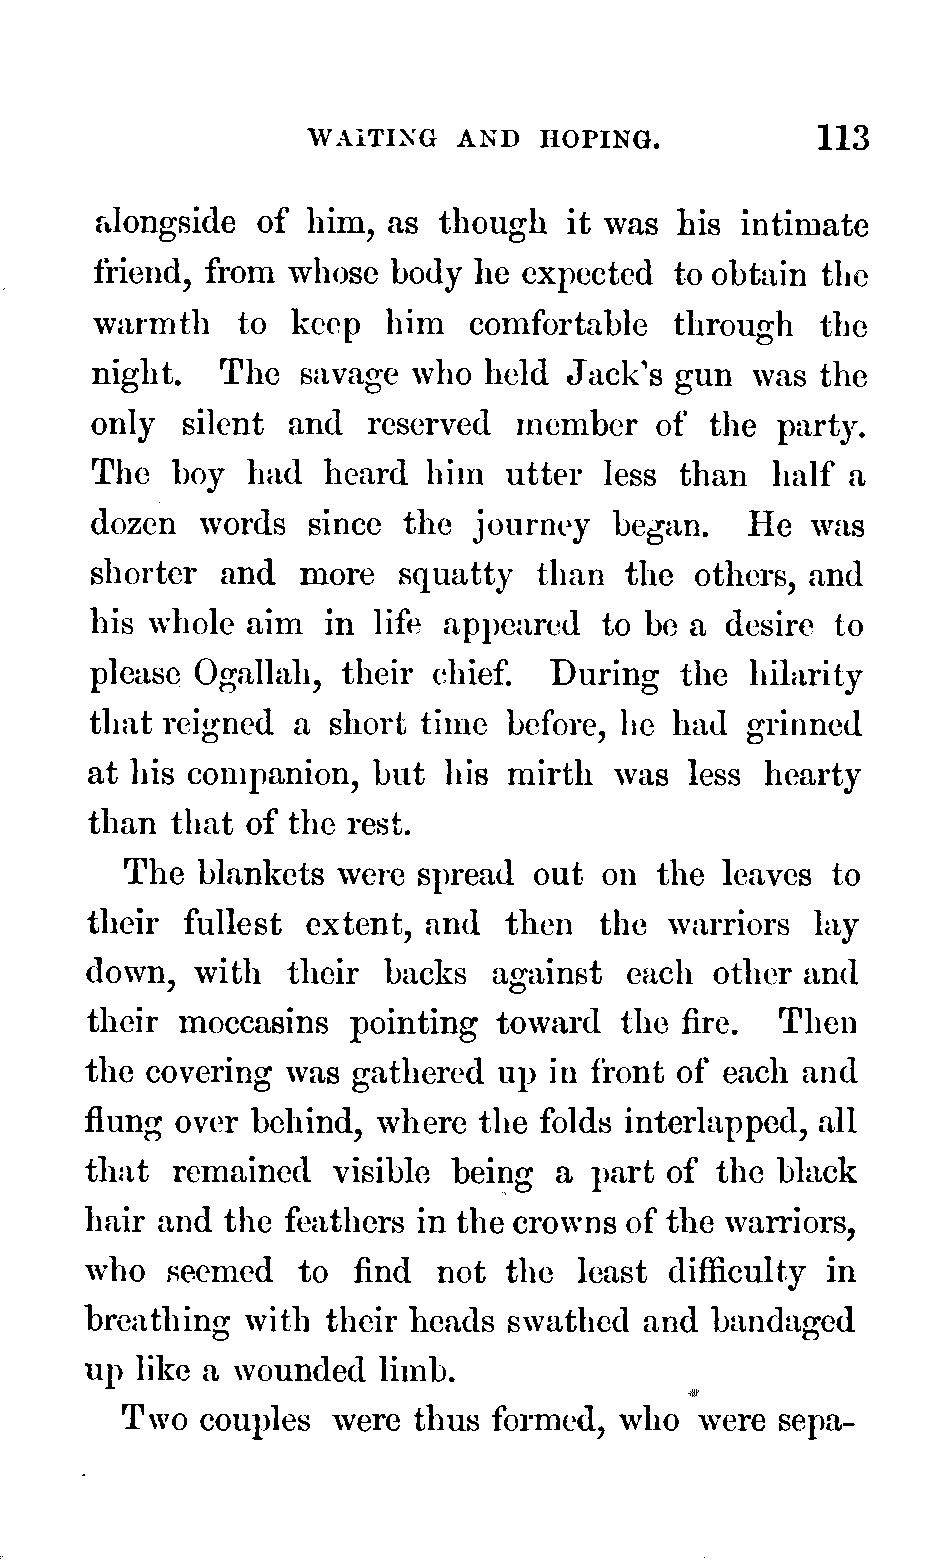 WAITING AND HOPING. 113
alongside of him, as though it was his intimate
friend, from whose body he expected to obtain the
warmth to keep him comfortable through the
night. The savage who held Jack's gun was the
only silent and reserved member of the party.
The boy had heard him utter less than half a
dozen words since the journey began. He was
shorter and more squatty than the others, and
his whole aim in life appeared to be a desire to
please Ogallah, their chief. During the hilarity
that reigned a short time before, he had grinned
at his companion, but his mirth was less hearty
than that of the rest.
The blankets were spread out on the leaves to
their fullest extent, and then the warriors lay
down, with their backs against each other and
their moccasins pointing toward the fire. Then
the covering was gathered up in front of each and
flung over behind, where the folds interlapped, all
that remained visible being a part of the black
hair and the feathers in the crowns of the warriors,
who seemed to find not the least difficulty in
breathing with their heads swathed and bandaged
up like a wounded limb.
Two couples were thus formed, who were sepa-